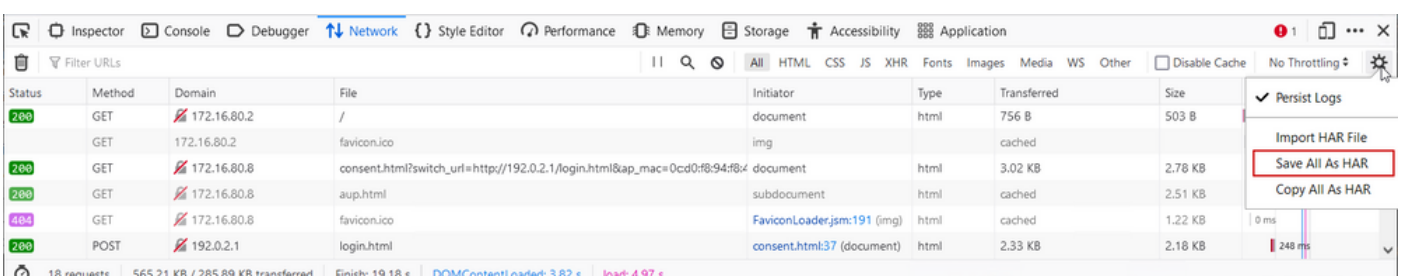 Inspector Console Debugger Network Style Editor Performance Memory Storage Accessibility Application 1
Filter URLs All HTML CSS JS XHR Fonts Images Media WS Other Disable Cache No Throttling
Status Method Domain File Initiator Type Transferred Size
Persist Logs
200 GET 172.16.80.2 / document html 756 B 503 B
GET 172.16.80.2 favicon.ico img cached
Import HAR File
200 GET 172.16.80.8 consent.html?switch_url=http://192.0.2.1/login.html&ap_mac=0cd0:f8:94:f8:4 document html 3.02 KB 2.78 KB
Save All As HAR
200 GET 172.16.80.8 aup.html subdocument html cached 2.51 KB
Copy All As HAR
404 GET 172.16.80.8 favicon.ico FaviconLoader.jsm:191 (img) html cached 1.22 KB 0 ms
200 POST 192.0.2.1 login.html consent.html:37 (document) html 2.33 KB 2.18 KB 248 ms
18 requests 565.21 KB / 285.89 KB transferred Finish: 19.18 s DOMContentLoaded: 3.82 s load: 4.97 s